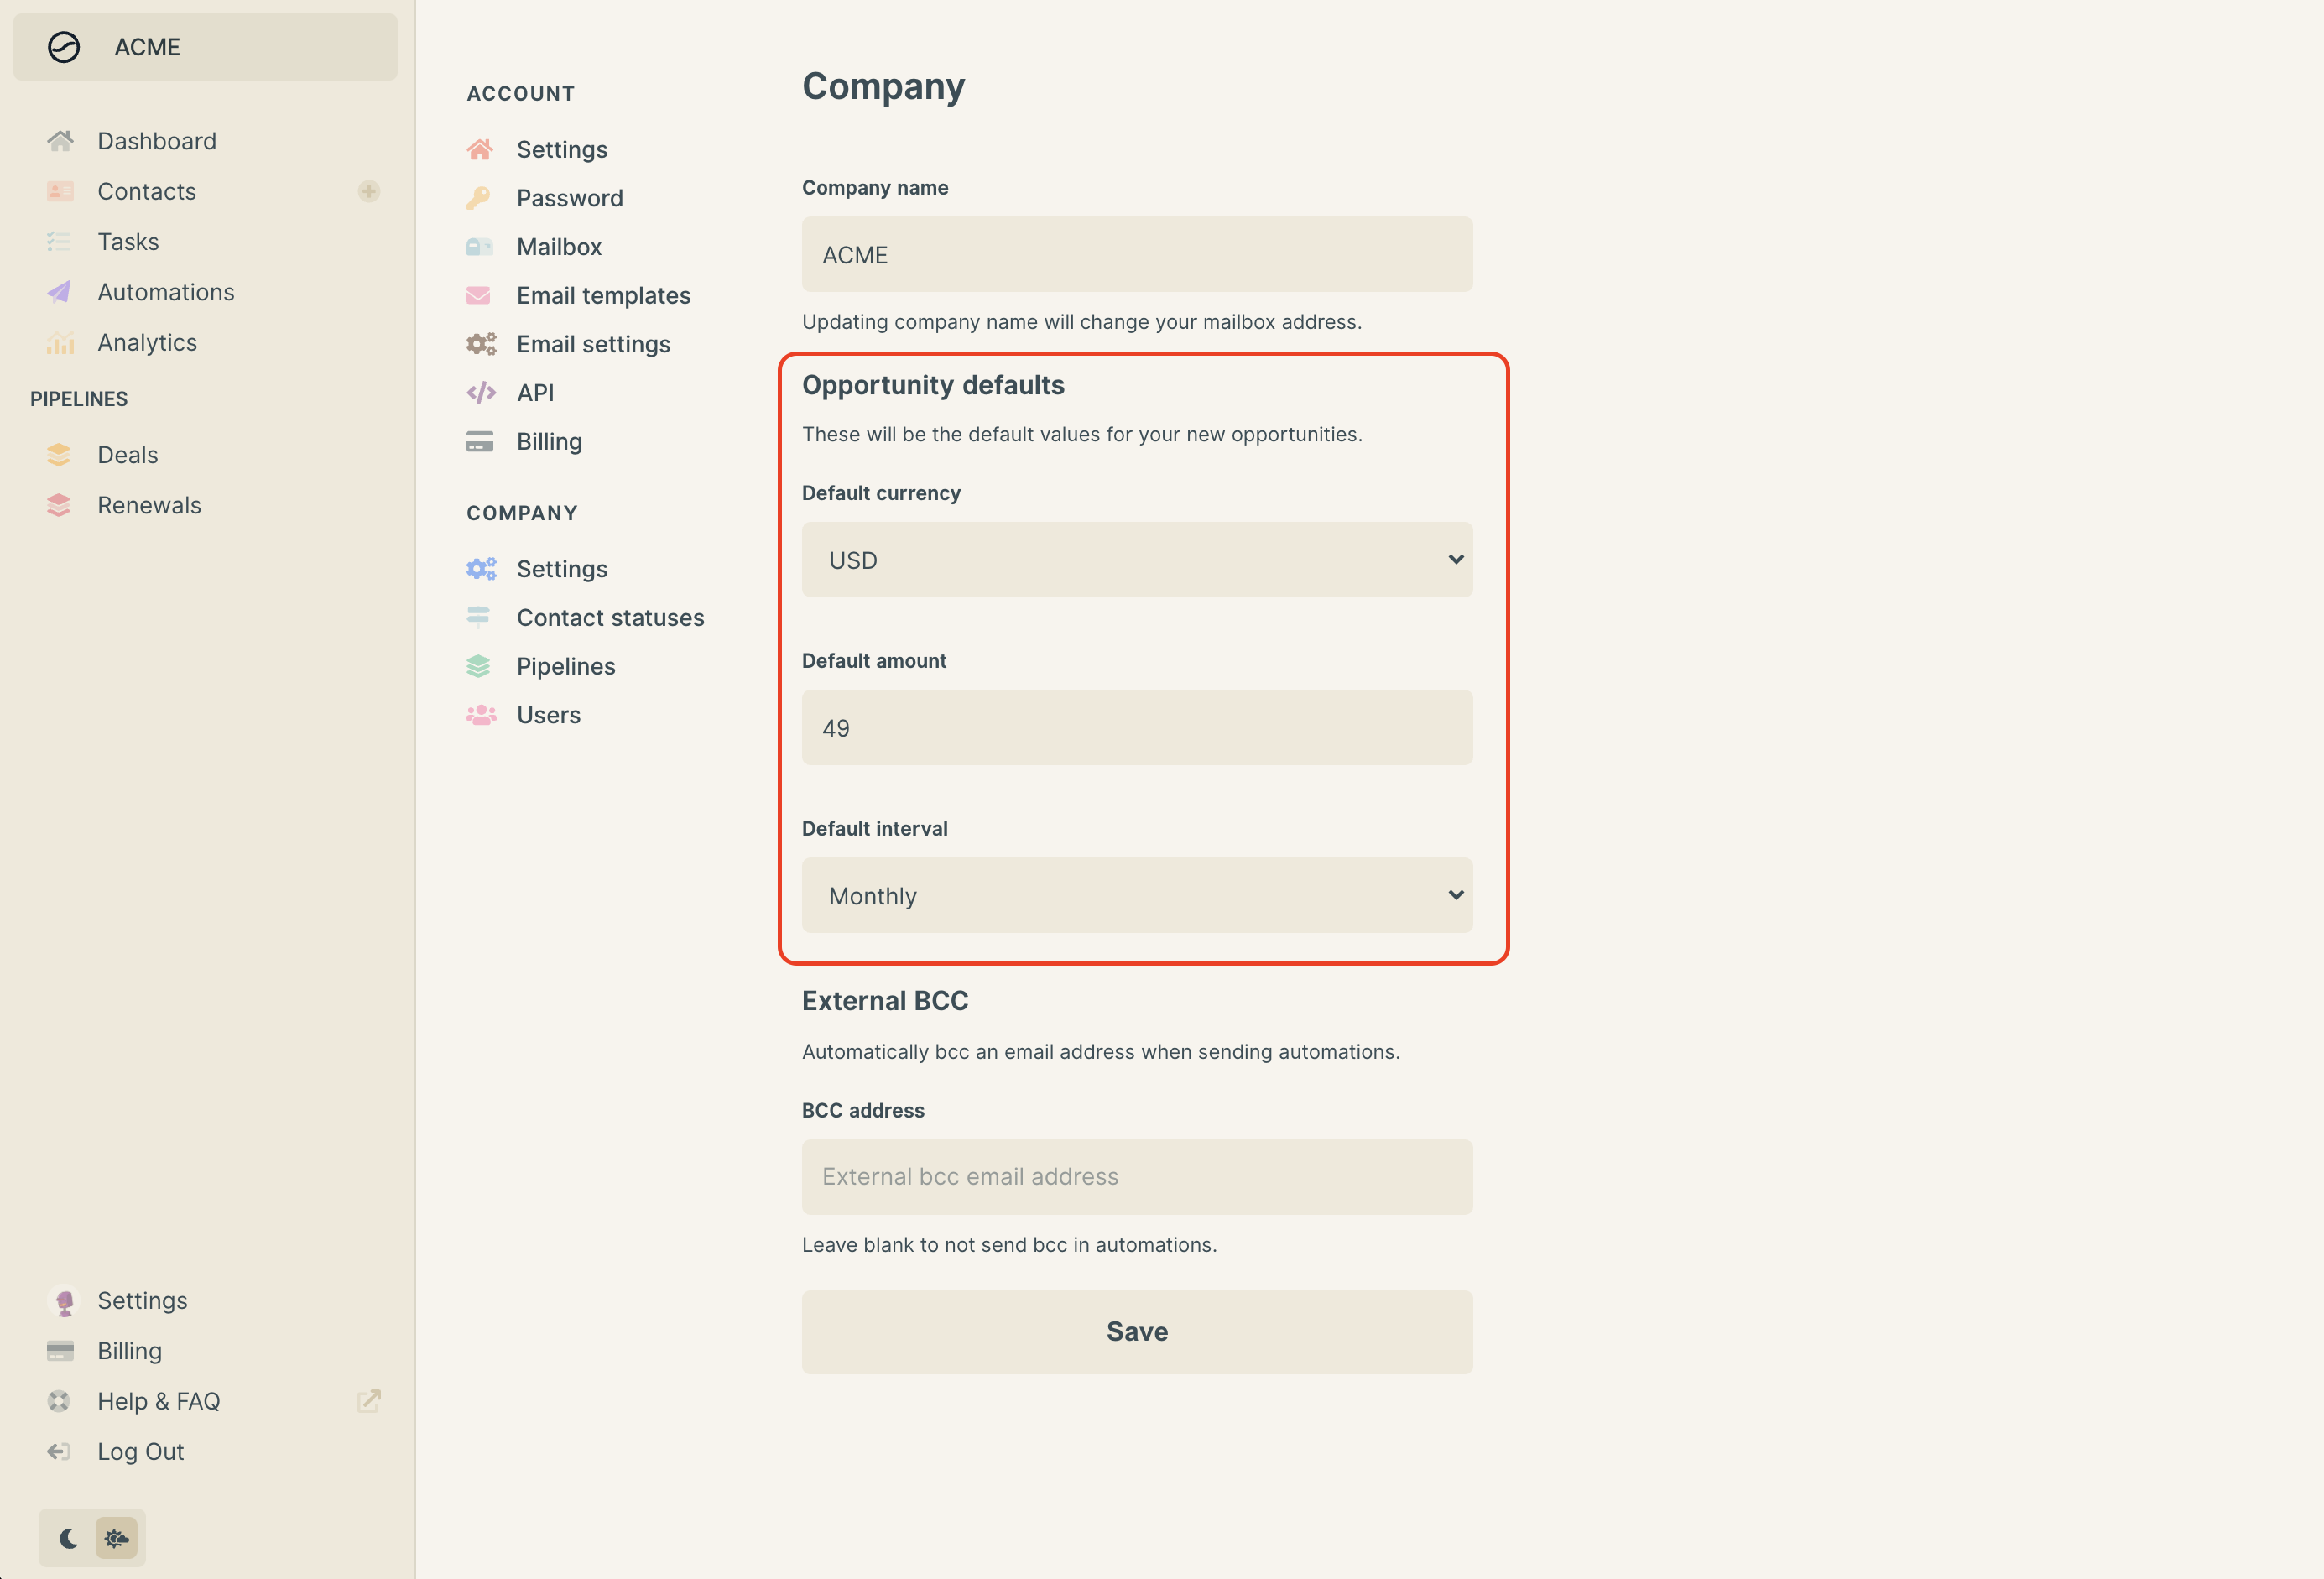 ACME
Dashboard
Contacts
Tasks
Automations
Analytics
PIPELINES
Deals
Renewals
Settings
Billing
Help & FAQ
Log Out
ACCOUNT
Settings
Password
Mailbox
Email templates
Email settings
API
Billing
COMPANY
Settings
Contact statuses
Pipelines
Users
Company
Company name
ACME
Updating company name will change your mailbox address.
Opportunity defaults
These will be the default values for your new opportunities.
Default currency
USD
Default amount
49
Default interval
Monthly
External BCC
Automatically bcc an email address when sending automations.
BCC address
External bcc email address
Leave blank to not send bcc in automations.
Save